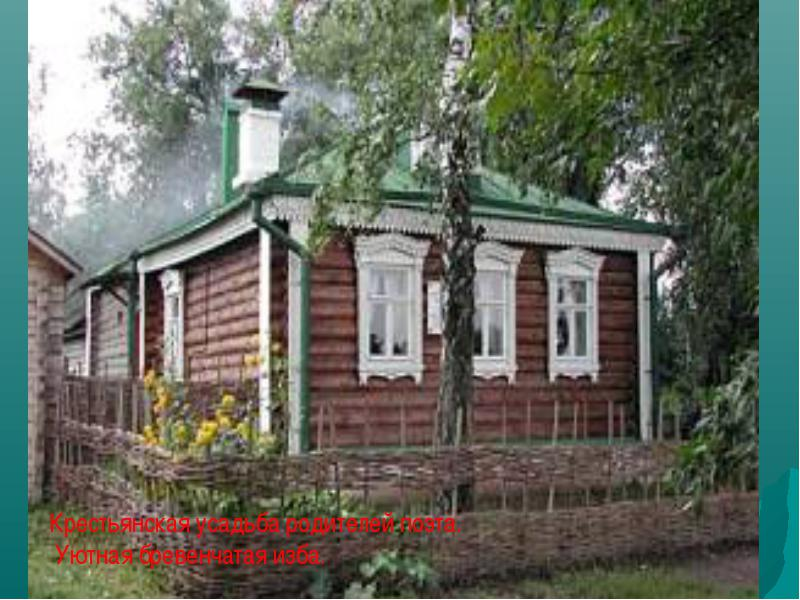 Крестьянская усадьба родителей поэта.
Уютная бревенчатая изба.